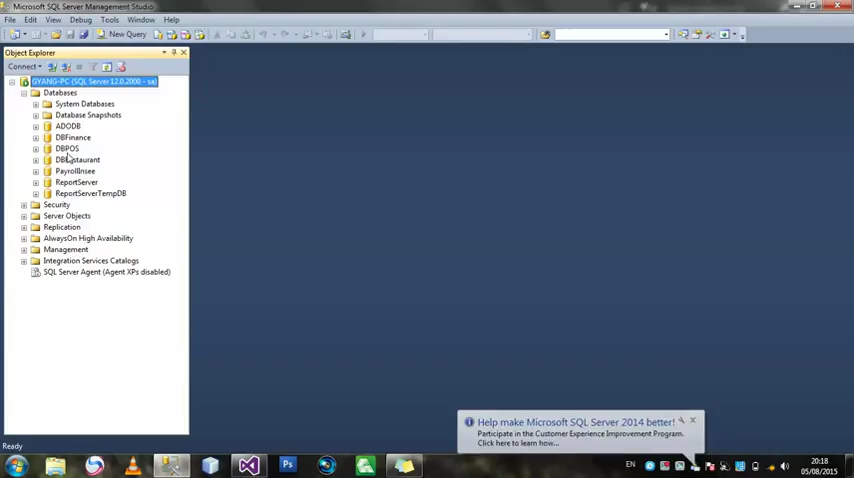 Microsoft SQL Server Management Studio
File Edit View Debug Tools Window Help
New Query
Object Explorer
Connect
GYANG-PC (SQL Server 12.0.2000 - sa)
Databases
System Databases
Database Snapshots
ADODB
DBFinance
DBPOS
DBRestaurant
PayrollInsee
ReportServer
ReportServerTempDB
Security
Server Objects
Replication
AlwaysOn High Availability
Management
Integration Services Catalogs
SQL Server Agent (Agent XPs disabled)
Help make Microsoft SQL Server 2014 better!
Participate in the Customer Experience Improvement Program.
Click here to learn how...
Ready
Ps
EN
20:18
05/08/2015